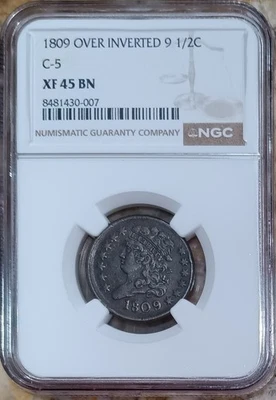 1809 OVER INVERTED 9 1/2C
C-5
XF 45 BN
8481430-007
NUMISMATIC GUARANTY COMPANY
NGC
1809